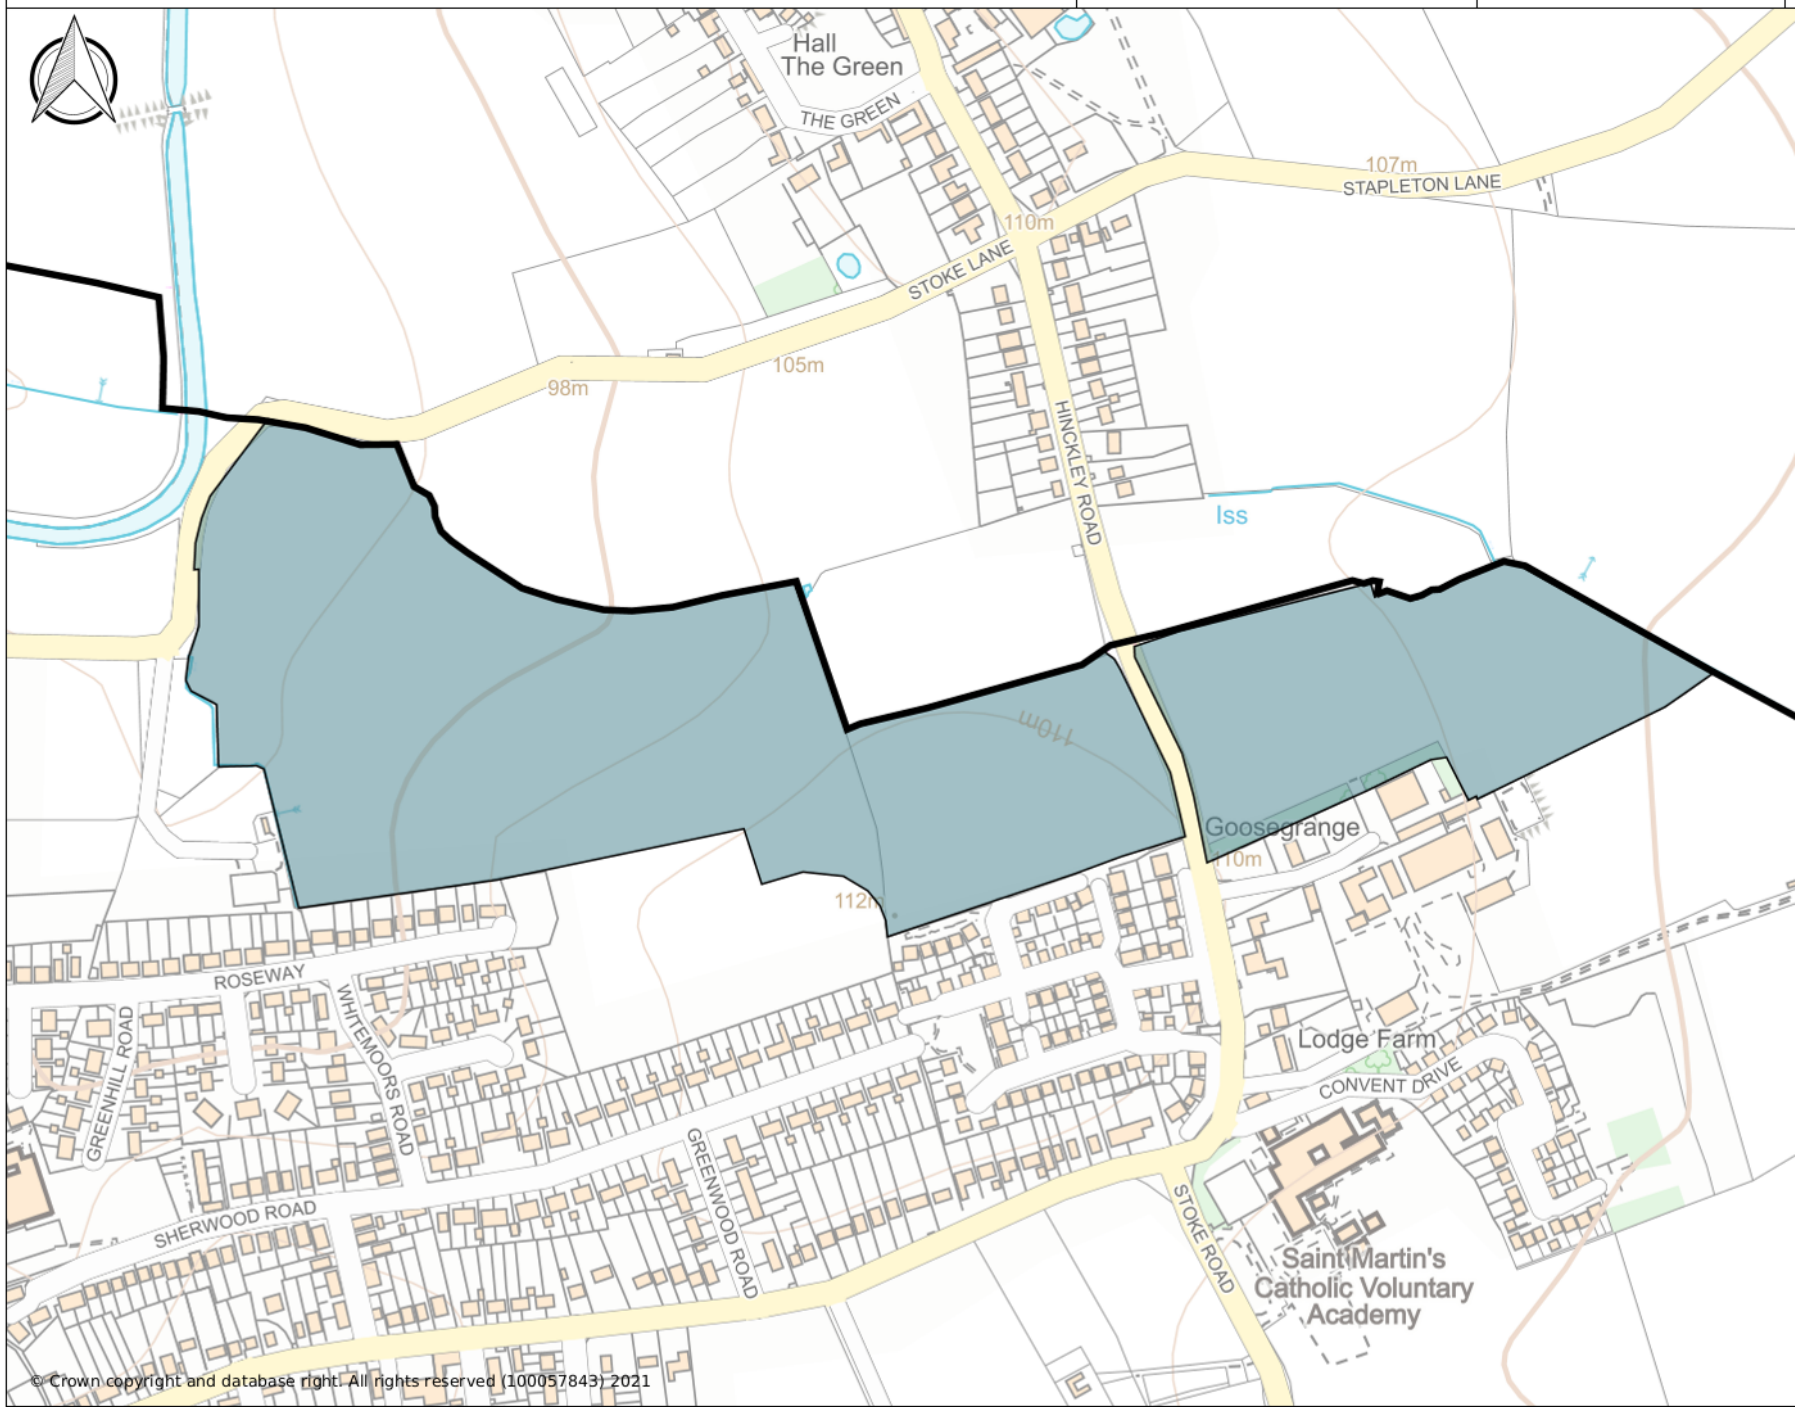 Hall
The Green
THE GREEN
107m
STAPLETON LANE
110m
STOKE LANE
105m
98m
HINCKLEY ROAD
Iss
110m
Goosegrange
110m
112m
ROSEWAY
WHITEMOORS ROAD
GREENHILL ROAD
Lodge Farm
CONVENT DRIVE
GREENWOOD ROAD
SHERWOOD ROAD
STOKE ROAD
Saint Martin's
Catholic Voluntary
Academy
© Crown copyright and database right. All rights reserved (100057843) 2021